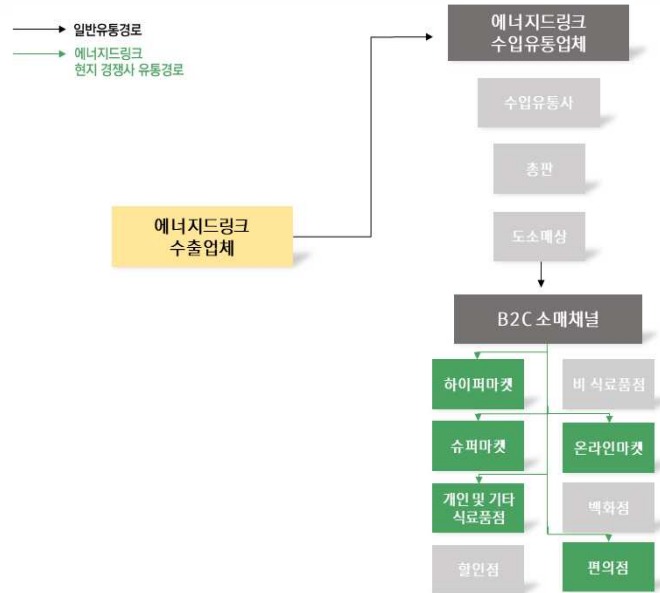 일반유통경로
에너지드링크
현지 경쟁사 유통경로
에너지드링크
수입유통업체
수입유통사
총판
에너지드링크
수출업체
도소매상
B2C 소매채널
하이퍼마켓
비 식료품점
슈퍼마켓
온라인마켓
개인 및 기타
식료품점
백화점
할인점
편의점